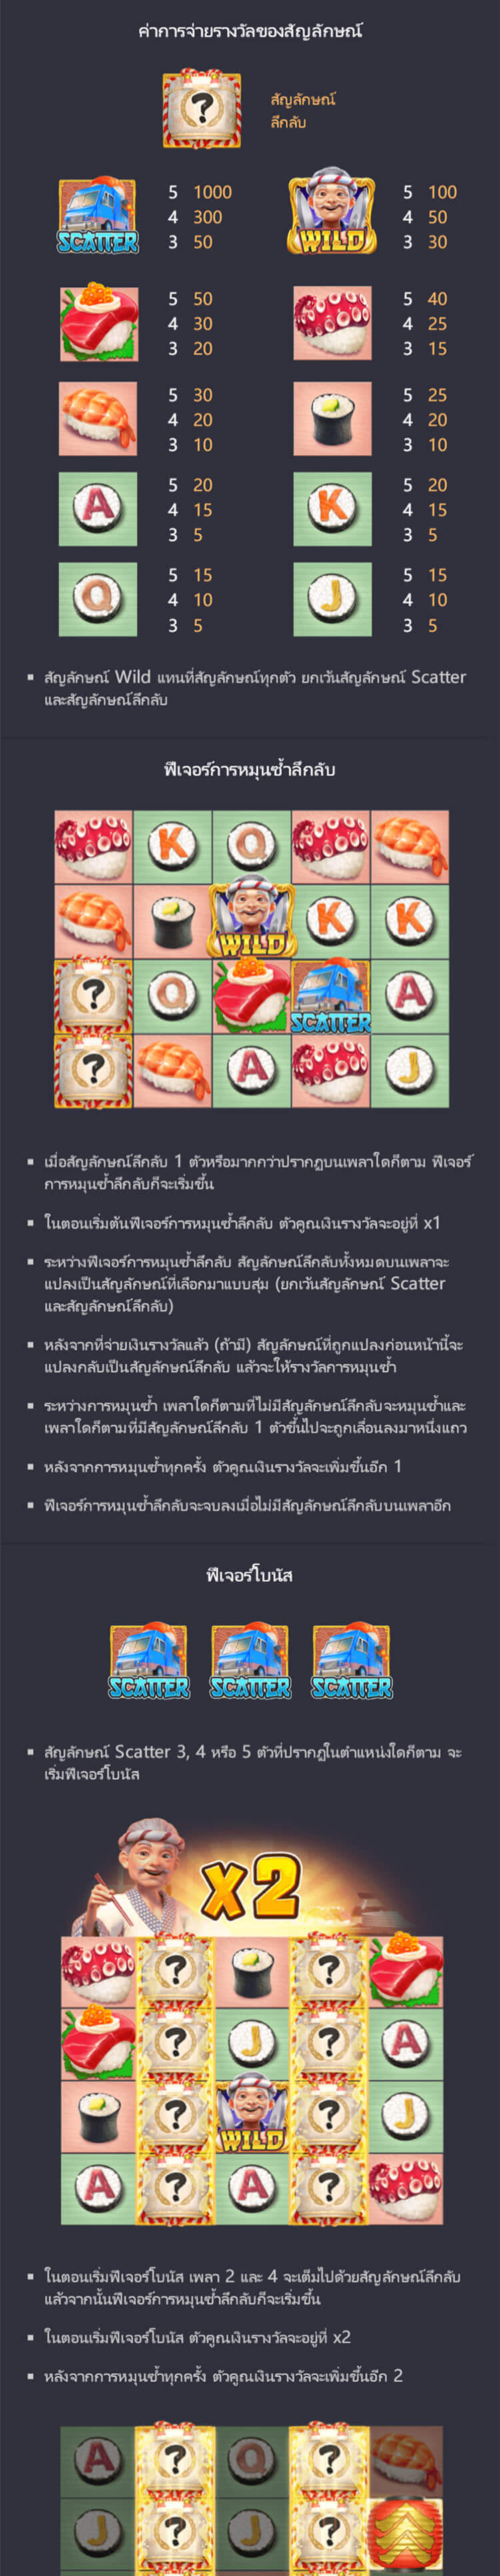 ค่าการจ่ายรางวัลของสัญลักษณ์
?
สัญลักษณ์
ลึกลับ
SCATTER
5 1000
4 300
3 50
WILD
5 100
4 50
3 30
5 50
4 30
3 20
5 40
4 25
3 15
5 30
4 20
3 10
5 25
4 20
3 10
A
5 20
4 15
3 5
K
5 20
4 15
3 5
Q
5 15
4 10
3 5
J
5 15
4 10
3 5
สัญลักษณ์ Wild แทนที่สัญลักษณ์ทุกตัว ยกเว้นสัญลักษณ์ Scatter
และสัญลักษณ์ลึกลับ
ฟีเจอร์การหมุนซ้ำลึกลับ
K Q
WILD K K
? Q SCATTER A
? A J
เมื่อสัญลักษณ์ลึกลับ 1 ตัวหรือมากกว่าปรากฏบนเพลาใดก็ตาม ฟีเจอร์
การหมุนซ้ำลึกลับก็จะเริ่มขึ้น
ในตอนเริ่มต้นฟีเจอร์การหมุนซ้ำลึกลับ ตัวคูณเงินรางวัลจะอยู่ที่ x1
ระหว่างฟีเจอร์การหมุนซ้ำลึกลับ สัญลักษณ์ลึกลับทั้งหมดบนเพลาจะ
แปลงเป็นสัญลักษณ์ที่เลือกมาแบบสุ่ม (ยกเว้นสัญลักษณ์ Scatter
และสัญลักษณ์ลึกลับ)
หลังจากที่จ่ายเงินรางวัลแล้ว (ถ้ามี) สัญลักษณ์ที่ถูกแปลงก่อนหน้านี้จะ
แปลงกลับเป็นสัญลักษณ์ลึกลับ แล้วจะให้รางวัลการหมุนซ้ำ
ระหว่างการหมุนซ้ำ เพลาใดก็ตามที่ไม่มีสัญลักษณ์ลึกลับจะหมุนซ้ำและ
เพลาใดก็ตามที่มีสัญลักษณ์ลึกลับ 1 ตัวขึ้นไปจะถูกเลื่อนลงมาหนึ่งแถว
หลังจากการหมุนซ้ำทุกครั้ง ตัวคูณเงินรางวัลจะเพิ่มขึ้นอีก 1
ฟีเจอร์การหมุนซ้ำลึกลับจะจบลงเมื่อไม่มีสัญลักษณ์ลึกลับบนเพลาอีก
ฟีเจอร์โบนัส
SCATTER SCATTER SCATTER
สัญลักษณ์ Scatter 3, 4 หรือ 5 ตัวที่ปรากฏในตำแหน่งใดก็ตาม จะ
เริ่มฟีเจอร์โบนัส
x2
? ?
? J ? A
? WILD ? J
A ? A ?
ในตอนเริ่มฟีเจอร์โบนัส เพลา 2 และ 4 จะเต็มไปด้วยสัญลักษณ์ลึกลับ
แล้วจากนั้นฟีเจอร์การหมุนซ้ำลึกลับก็จะเริ่มขึ้น
ในตอนเริ่มฟีเจอร์โบนัส ตัวคูณเงินรางวัลจะอยู่ที่ x2
หลังจากการหมุนซ้ำทุกครั้ง ตัวคูณเงินรางวัลจะเพิ่มขึ้นอีก 2
A ? Q ?
J ? J ?